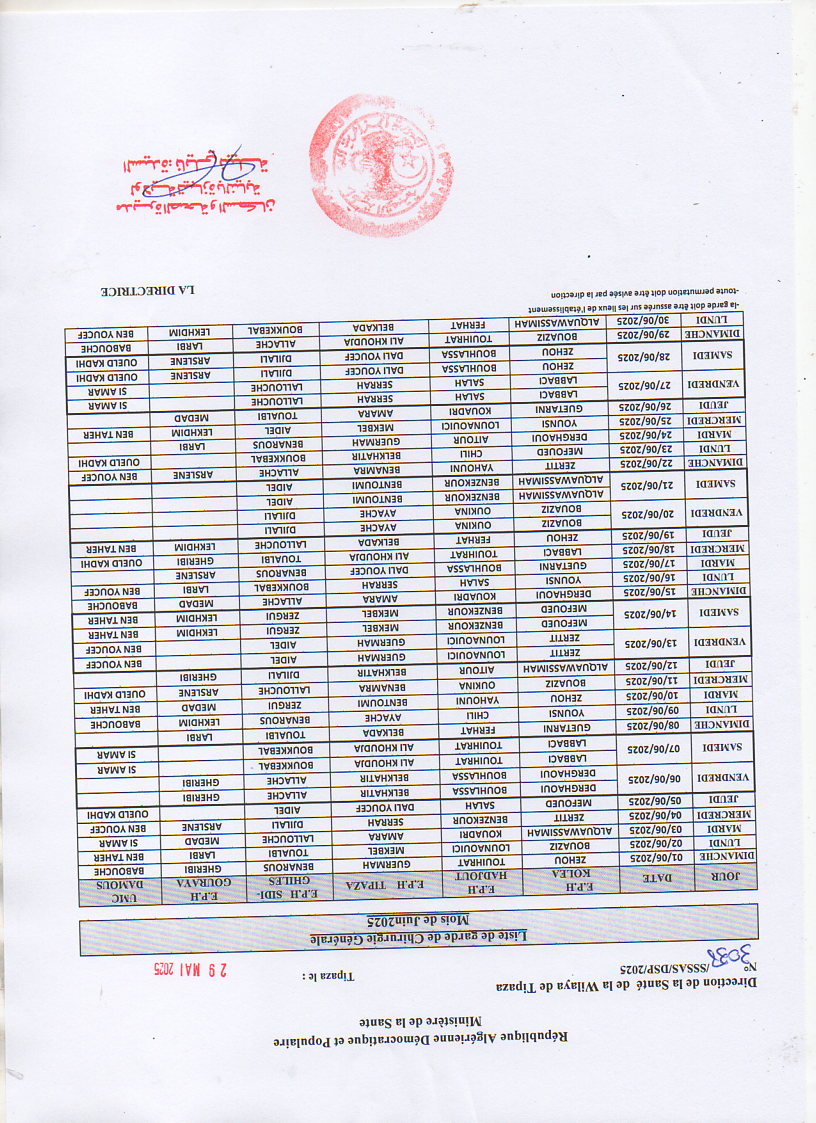 République Algérienne Démocratique et Populaire
Ministère de la Sante
Direction de la Santé de la Wilaya de Tipaza
N° 3038 /SSSAS/DSP/2025
Tipaza le : 29 MAI 2025
Liste de garde de Chirurgie Générale
Mois de Juin2025
JOUR DATE E.P.H KOLEA E.P.H HADJOUT E.P.H TIPAZA E.P.H SIDI-GHILES E.P.H GOURAYA UMC DAMOUS
DIMANCHE 01/06/2025 ZEHOU TOUIHRAT GUERMAH BENAROUS GHERIBI BABOUCHE
LUNDI 02/06/2025 BOUAZIZ LOUNAOUICI MEKBEL TOUALBI LARBI BEN TAHER
MARDI 03/06/2025 ALQUAWASSIMAH KOUADRI AMARA LALLOUCHE MEDAD SI AMAR
MERCREDI 04/06/2025 ZERTIT BENZEKOUR SERRAH DJILALI ARSLENE BEN YOUCEF
JEUDI 05/06/2025 MEFOUED SALAH DALI YOUCEF AIDEL OUELD KADHI
VENDREDI 06/06/2025 DERGHAOUI BOUHLASSA BELKHATIR ALLACHE GHERIBI
DERGHAOUI BOUHLASSA BELKHATIR ALLACHE GHERIBI
SAMEDI 07/06/2025 LABBACI TOUIHRAT ALI KHOUDJA BOUKKEBAL SI AMAR
LABBACI TOUIHRAT ALI KHOUDJA BOUKKEBAL SI AMAR
DIMANCHE 08/06/2025 GUETARNI FERHAT BELKADA TOUALBI LARBI
LUNDI 09/06/2025 YOUNSI CHILI AYACHE BENAROUS LEKHDIM BABOUCHE
MARDI 10/06/2025 ZEHOU YAHOUNI BENTOUMI ZERGUI MEDAD BEN TAHER
MERCREDI 11/06/2025 BOUAZIZ OUKINA BENAMRA LALLOUCHE ARSLENE OUELD KADHI
JEUDI 12/06/2025 ALQUAWASSIMAH AITOUR BELKHATIR DJILALI GHERIBI
VENDREDI 13/06/2025 ZERTIT LOUNAOUICI GUERMAH AIDEL BEN YOUCEF
ZERTIT LOUNAOUICI GUERMAH AIDEL BEN YOUCEF
SAMEDI 14/06/2025 MEFOUED BENZEKOUR MEKBEL ZERGUI LEKHDIM BEN TAHER
MEFOUED BENZEKOUR MEKBEL ZERGUI LEKHDIM BEN TAHER
DIMANCHE 15/06/2025 DERGHAOUI KOUADRI AMARA ALLACHE MEDAD BABOUCHE
LUNDI 16/06/2025 YOUNSI SALAH SERRAH BOUKKEBAL LARBI BEN YOUCEF
MARDI 17/06/2025 GUETARNI BOUHLASSA DALI YOUCEF BENAROUS ARSLENE
MERCREDI 18/06/2025 LABBACI TOUIHRAT ALI KHOUDJA TOUALBI GHERIBI OUELD KADHI
JEUDI 19/06/2025 ZEHOU FERHAT BELKADA LALLOUCHE LEKHDIM BEN TAHER
VENDREDI 20/06/2025 BOUAZIZ OUKINA AYACHE DJILALI
BOUAZIZ OUKINA AYACHE DJILALI
SAMEDI 21/06/2025 ALQUAWASSIMAH BENZEKOUR BENTOUMI AIDEL
ALQUAWASSIMAH BENZEKOUR BENTOUMI AIDEL
DIMANCHE 22/06/2025 ZERTIT YAHOUNI BENAMRA ALLACHE ARSLENE BEN YOUCEF
LUNDI 23/06/2025 MEFOUED CHILI BELKHATIR BOUKKEBAL OUELD KADHI
MARDI 24/06/2025 DERGHAOUI AITOUR GUERMAH BENAROUS LARBI
MERCREDI 25/06/2025 YOUNSI LOUNAOUICI MEKBEL AIDEL LEKHDIM BEN TAHER
JEUDI 26/06/2025 GUETARNI KOUADRI AMARA TOUALBI MEDAD
VENDREDI 27/06/2025 LABBACI SALAH SERRAH LALLOUCHE SI AMAR
LABBACI SALAH SERRAH LALLOUCHE SI AMAR
SAMEDI 28/06/2025 ZEHOU BOUHLASSA DALI YOUCEF DJILALI ARSLENE OUELD KADHI
ZEHOU BOUHLASSA DALI YOUCEF DJILALI ARSLENE OUELD KADHI
DIMANCHE 29/06/2025 BOUAZIZ TOUIHRAT ALI KHOUDJA ALLACHE LARBI BABOUCHE
LUNDI 30/06/2025 ALQUAWASSIMAH FERHAT BELKADA BOUKKEBAL LEKHDIM BEN YOUCEF
-la garde doit être assurée sur les lieux de l'établissement
-toute permutation doit être avisée par la direction
LA DIRECTRICE
مديرة الصحة و السكان
لولاية تيبازة بالنيابة
السيدة: نايلي نبيلة